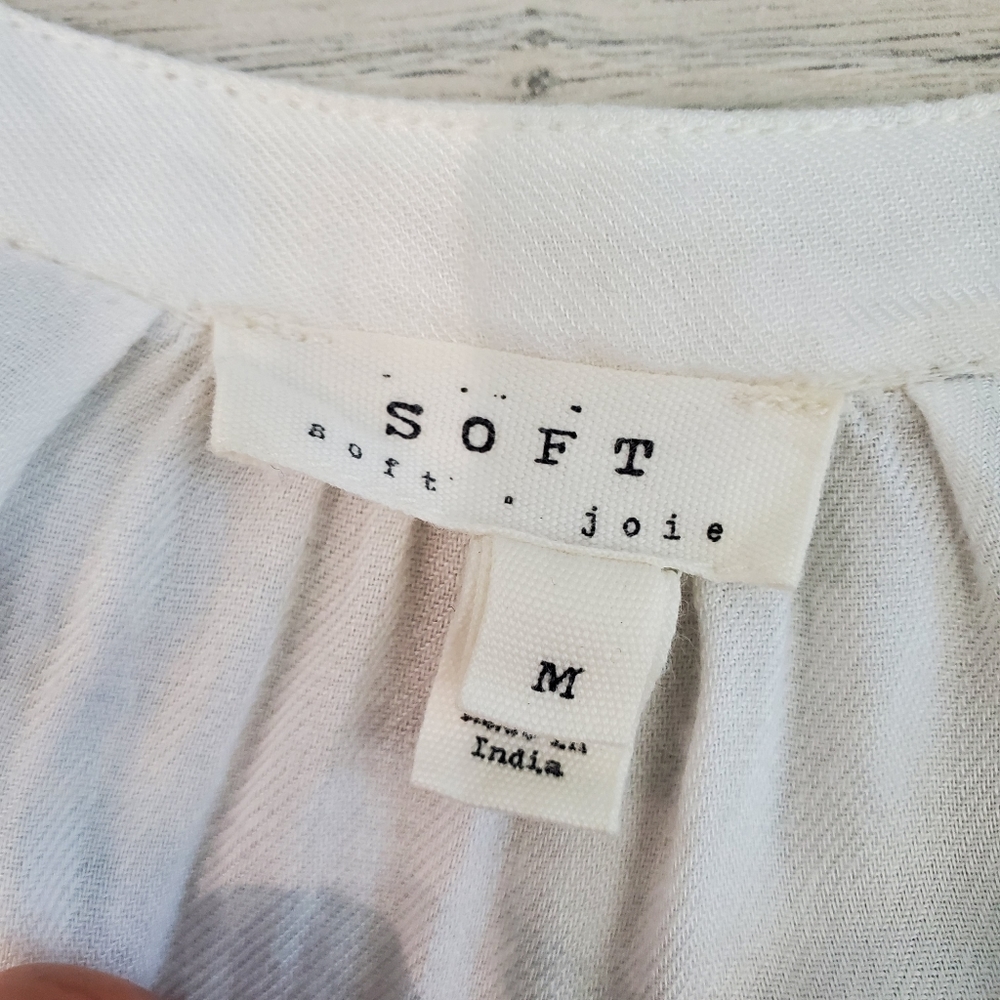 SOFT
soft . joie
M
India